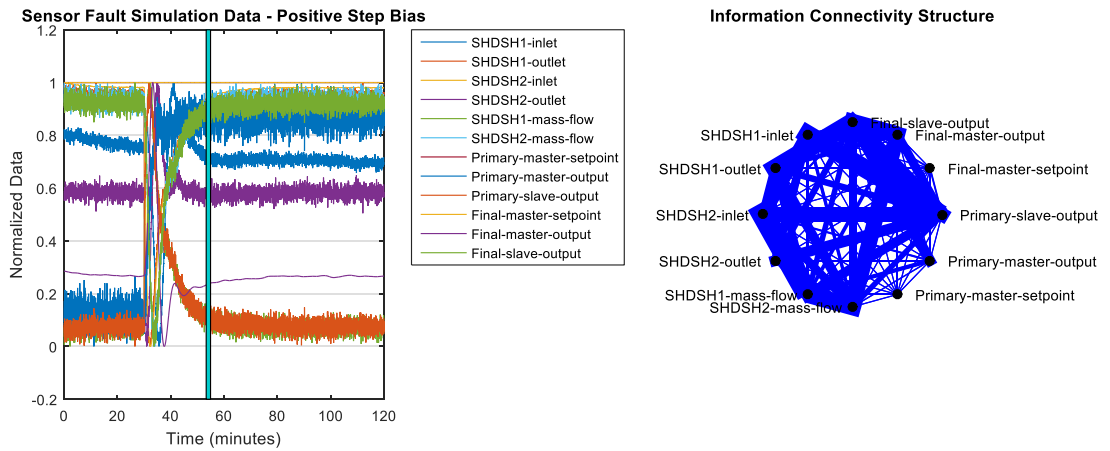 Sensor Fault Simulation Data - Positive Step Bias
1.2
1
0.8
0.6
0.4
0.2
0
-0.2
Normalized Data
0
20
40
60
80
100
120
Time (minutes)
SHDSH1-inlet
SHDSH1-outlet
SHDSH2-inlet
SHDSH2-outlet
SHDSH1-mass-flow
SHDSH2-mass-flow
Primary-master-setpoint
Primary-master-output
Primary-slave-output
Final-master-setpoint
Final-master-output
Final-slave-output
Information Connectivity Structure
Final-slave-output
SHDSH1-inlet
Final-master-output
SHDSH1-outlet
Final-master-setpoint
SHDSH2-inlet
Primary-slave-output
SHDSH2-outlet
Primary-master-output
SHDSH1-mass-flow
Primary-master-setpoint
SHDSH2-mass-flow